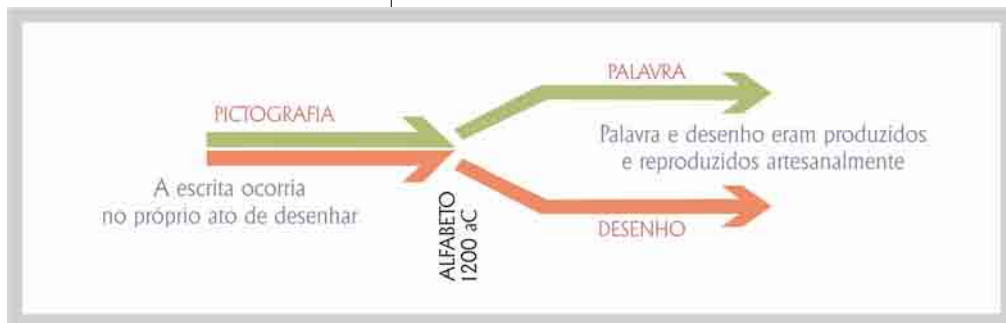 PICTOGRAFIA
A escrita ocorria
no próprio ato de desenhar
ALFABETO
1200 aC
PALAVRA
Palavra e desenho eram produzidos
e reproduzidos artesanalmente
DESENHO